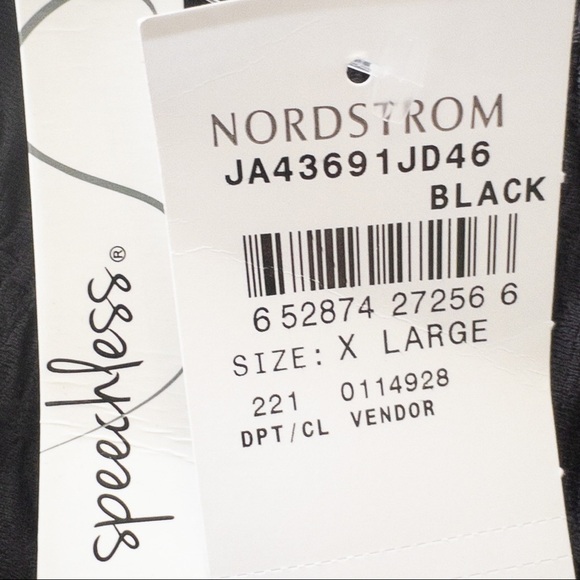 speechless®
NORDSTROM
JA43691JD46
BLACK
6 52874 27256 6
SIZE: X LARGE
221 0114928
DPT/CL VENDOR